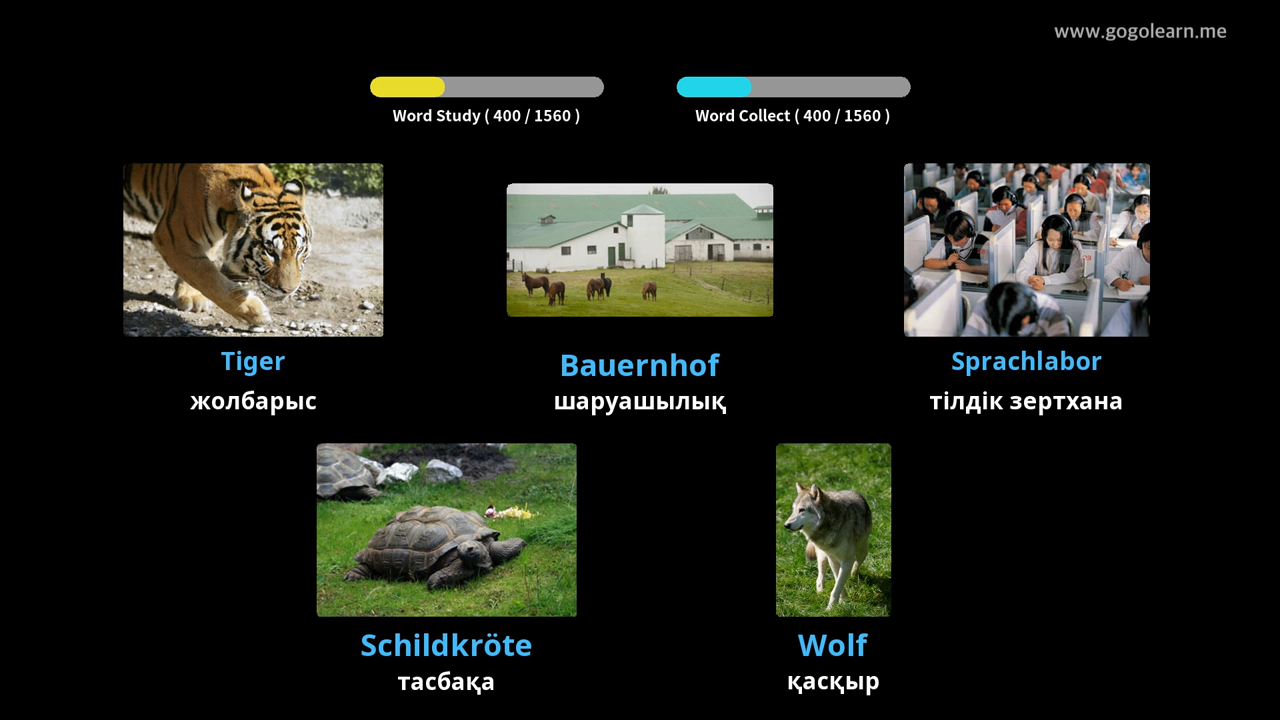 www.gogolearn.me
Word Study ( 400 / 1560 )
Word Collect ( 400 / 1560 )
Tiger
жолбарыс
Bauernhof
шаруашылық
Sprachlabor
тілдік зертхана
Schildkröte
тасбақа
Wolf
қасқыр